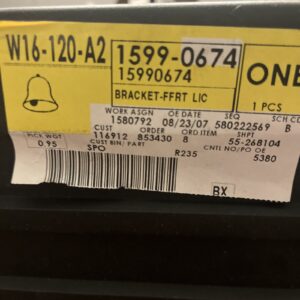 W16-120-A2
1599-0674
15990674
ONE
BRACKET-FFRT LIC
1 PCS
WORK ASGN OE DATE SEQ SCH CO
1580792 08/23/07 580222569 B
CUST ORDER ORD ITEM SHPT
116912 853430 8 55-268104
PICK WGT CUST BIN/ PART CNTL NO/PO OE
0.95 SPO R235 5380
BX